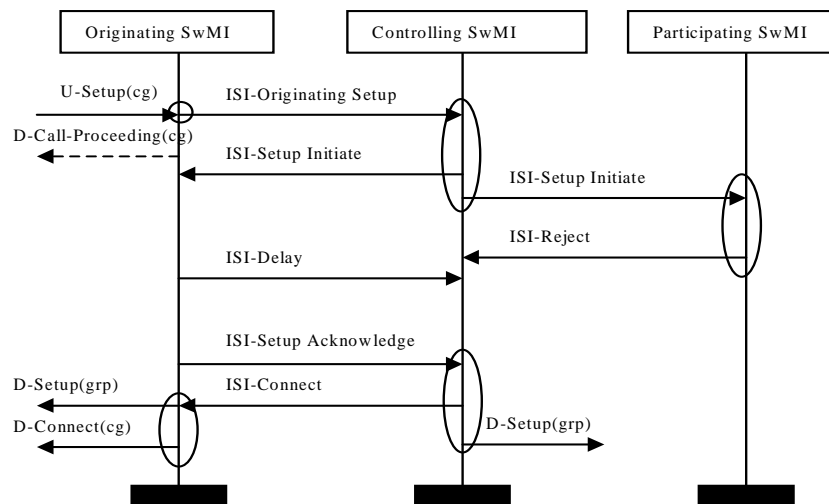 Originating SwMI
Controlling SwMI
Participating SwMI
U-Setup(cg)
ISI-Originating Setup
D-Call-Proceeding(cg)
ISI-Setup Initiate
ISI-Setup Initiate
ISI-Reject
ISI-Delay
ISI-Setup Acknowledge
D-Setup(grp)
ISI-Connect
D-Connect(cg)
D-Setup(grp)